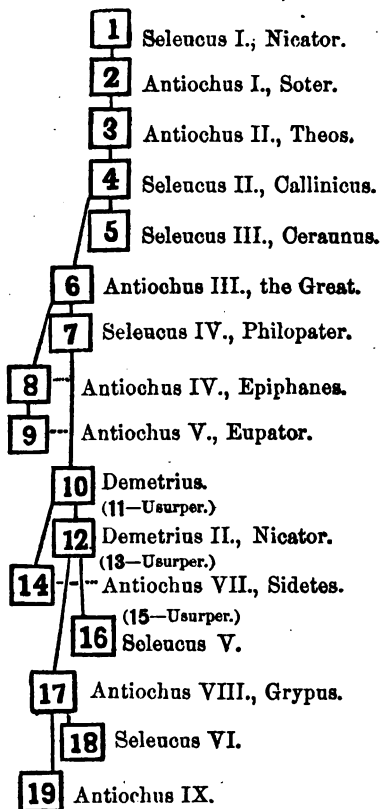 1 Seleucus I., Nicator.
2 Antiochus I., Soter.
3 Antiochus II., Theos.
4 Seleucus II., Callinicus.
5 Seleucus III., Ceraunus.
6 Antiochus III., the Great.
7 Seleucus IV., Philopater.
8 Antiochus IV., Epiphanes.
9 Antiochus V., Eupator.
10 Demetrius.
(11—Usurper.)
12 Demetrius II., Nicator.
(13—Usurper.)
14 Antiochus VII., Sidetes.
(15—Usurper.)
16 Seleucus V.
17 Antiochus VIII., Grypus.
18 Seleucus VI.
19 Antiochus IX.